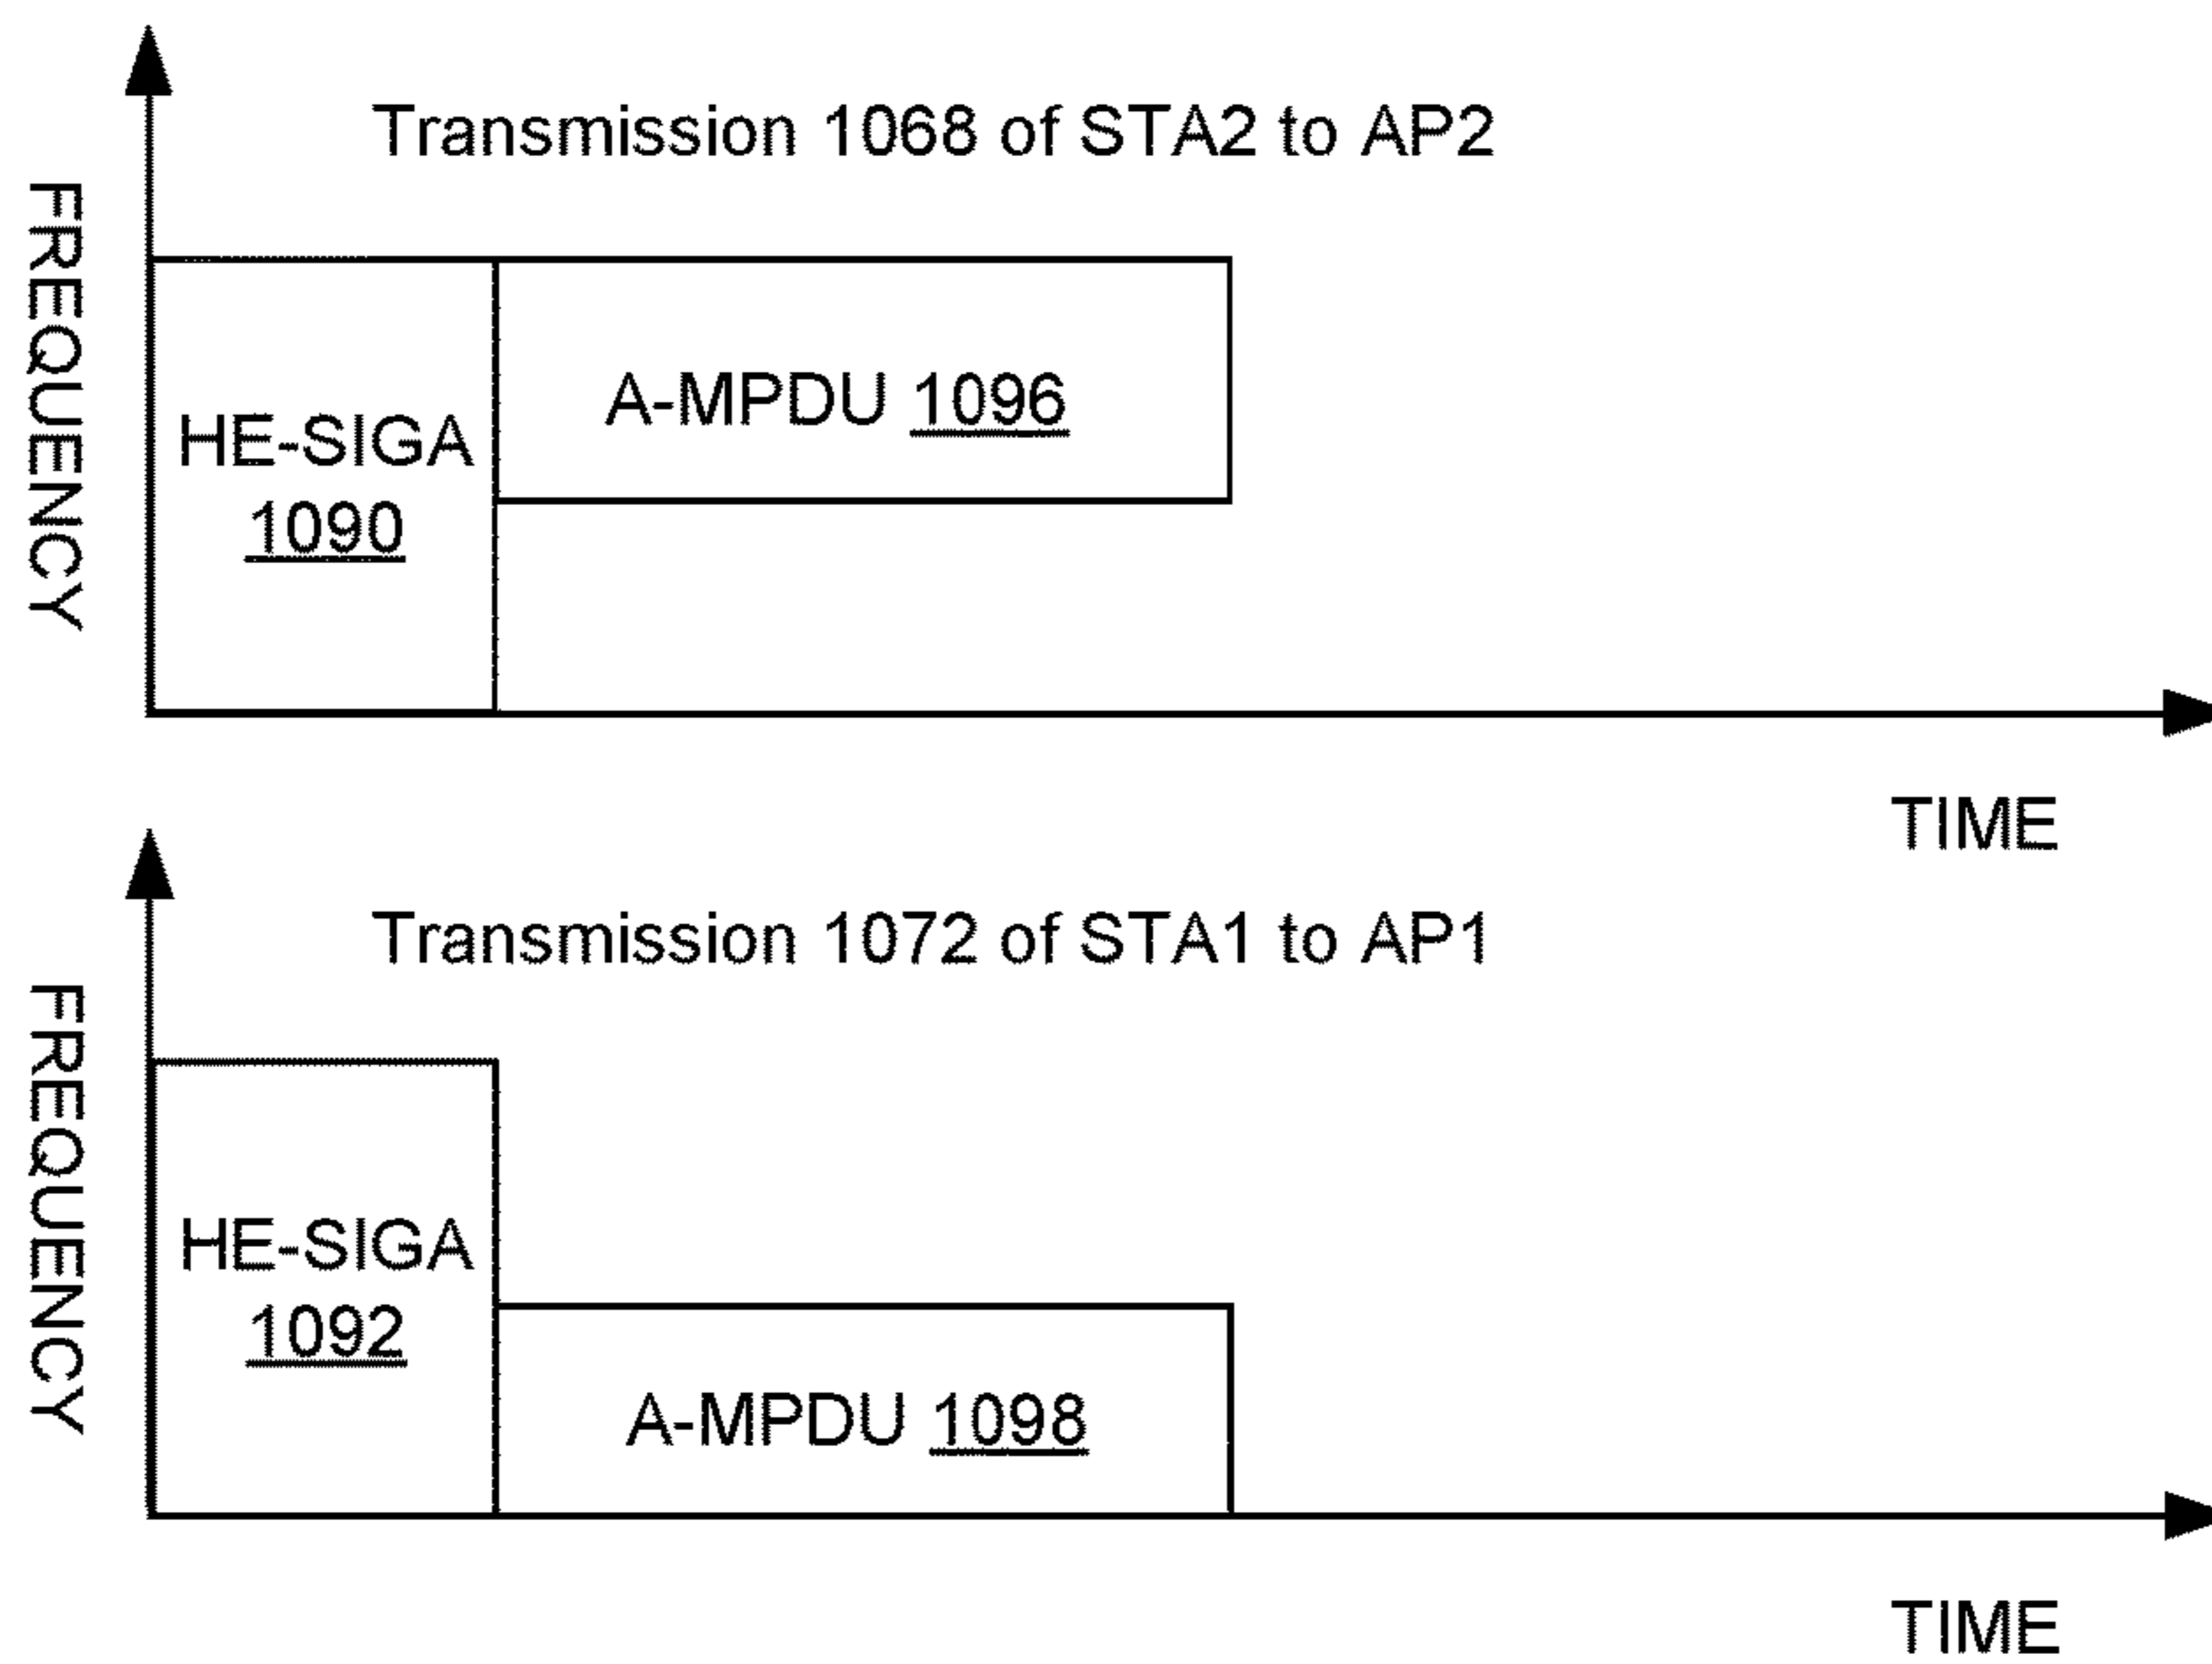 Transmission 1068 of STA2 to AP2
FREQUENCY
HE-SIGA
1090
A-MPDU 1096
TIME
Transmission 1072 of STA1 to AP1
FREQUENCY
HE-SIGA
1092
A-MPDU 1098
TIME